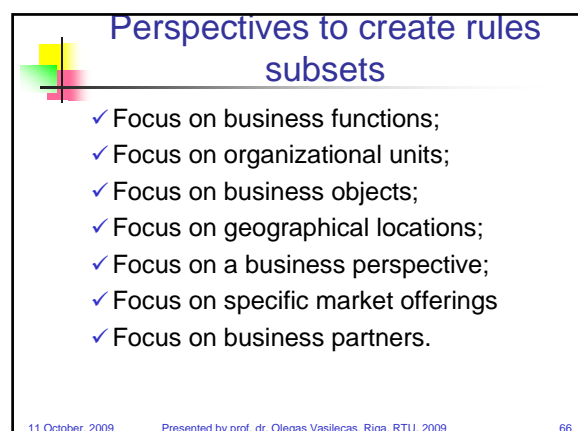 Perspectives to create rules
subsets
✓ Focus on business functions;
✓ Focus on organizational units;
✓ Focus on business objects;
✓ Focus on geographical locations;
✓ Focus on a business perspective;
✓ Focus on specific market offerings
✓ Focus on business partners.
11 October, 2009 Presented by prof. dr. Olegas Vasilecas, Riga, RTU, 2009 66